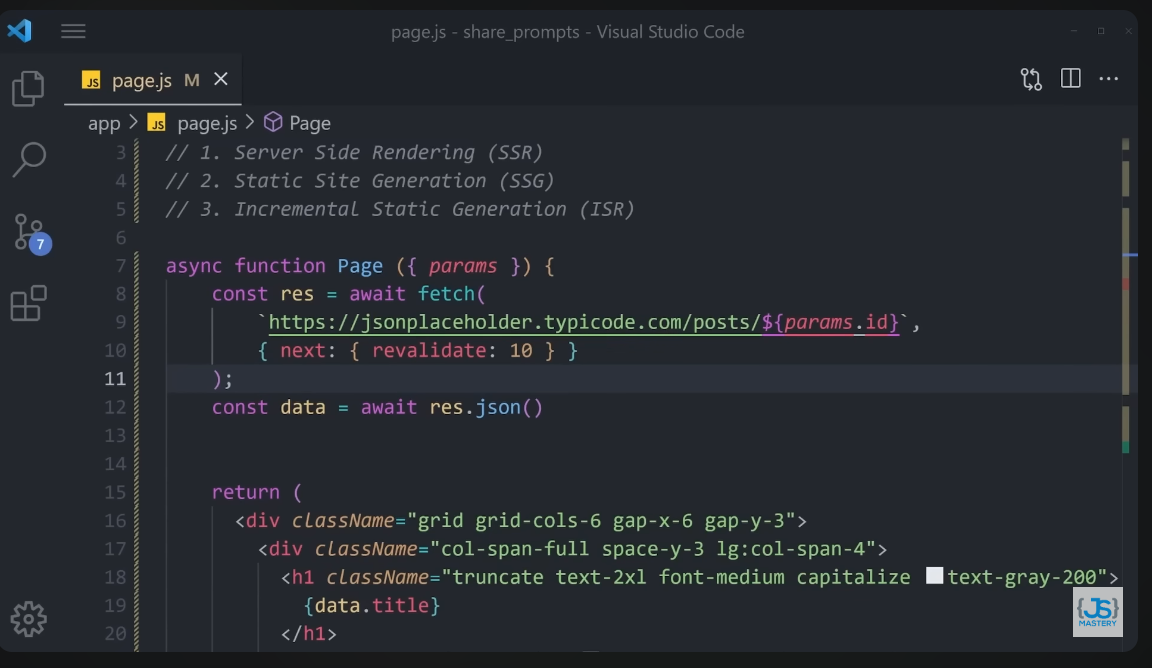 page.js - share_prompts - Visual Studio Code
JS page.js M
app > JS page.js > Page
3 // 1. Server Side Rendering (SSR)
4 // 2. Static Site Generation (SSG)
5 // 3. Incremental Static Generation (ISR)
6
7 async function Page ({ params }) {
8 const res = await fetch(
9 `https://jsonplaceholder.typicode.com/posts/${params.id}`,
10 { next: { revalidate: 10 } }
11 );
12 const data = await res.json()
13
14
15 return (
16 <div className="grid grid-cols-6 gap-x-6 gap-y-3">
17 <div className="col-span-full space-y-3 lg:col-span-4">
18 <h1 className="truncate text-2xl font-medium capitalize text-gray-200">
19 {data.title}
20 </h1>
7
{JS}
MASTERY